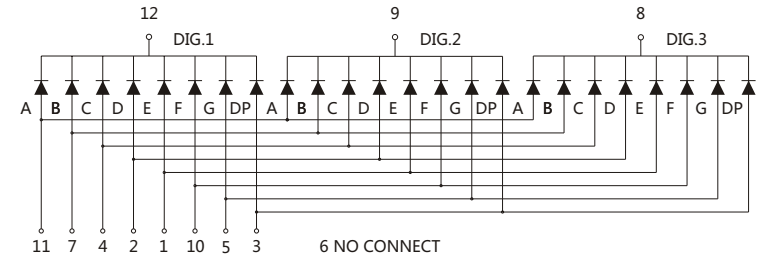 12 9 8
DIG.1 DIG.2 DIG.3
A B C D E F G DP A B C D E F G DP A B C D E F G DP
11 7 4 2 1 10 5 3 6 NO CONNECT